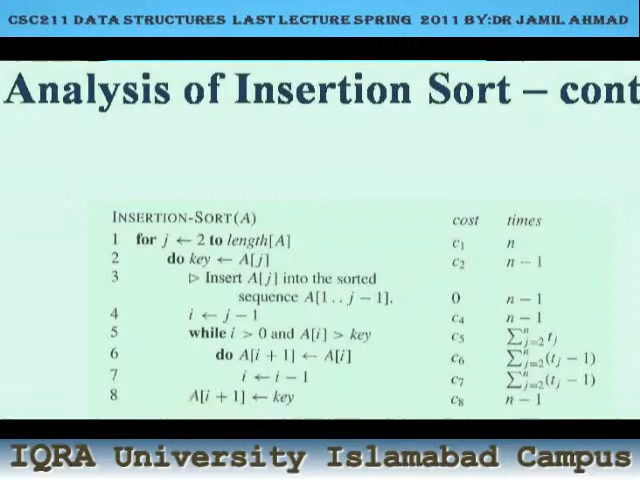 CSC211 DATA STRUCTURES LAST LECTURE SPRING 2011 BY:DR JAMIL AHMAD
Analysis of Insertion Sort – cont
INSERTION-SORT(A) cost times
1 for j ← 2 to length[A] c₁ n
2 do key ← A[j] c₂ n − 1
3 ▷ Insert A[j] into the sorted
sequence A[1 . . j − 1]. 0 n − 1
4 i ← j − 1 c₄ n − 1
5 while i > 0 and A[i] > key c₅ ∑ⁿⱼ₌₂ tⱼ
6 do A[i + 1] ← A[i] c₆ ∑ⁿⱼ₌₂(tⱼ − 1)
7 i ← i − 1 c₇ ∑ⁿⱼ₌₂(tⱼ − 1)
8 A[i + 1] ← key c₈ n − 1
IQRA University Islamabad Campus